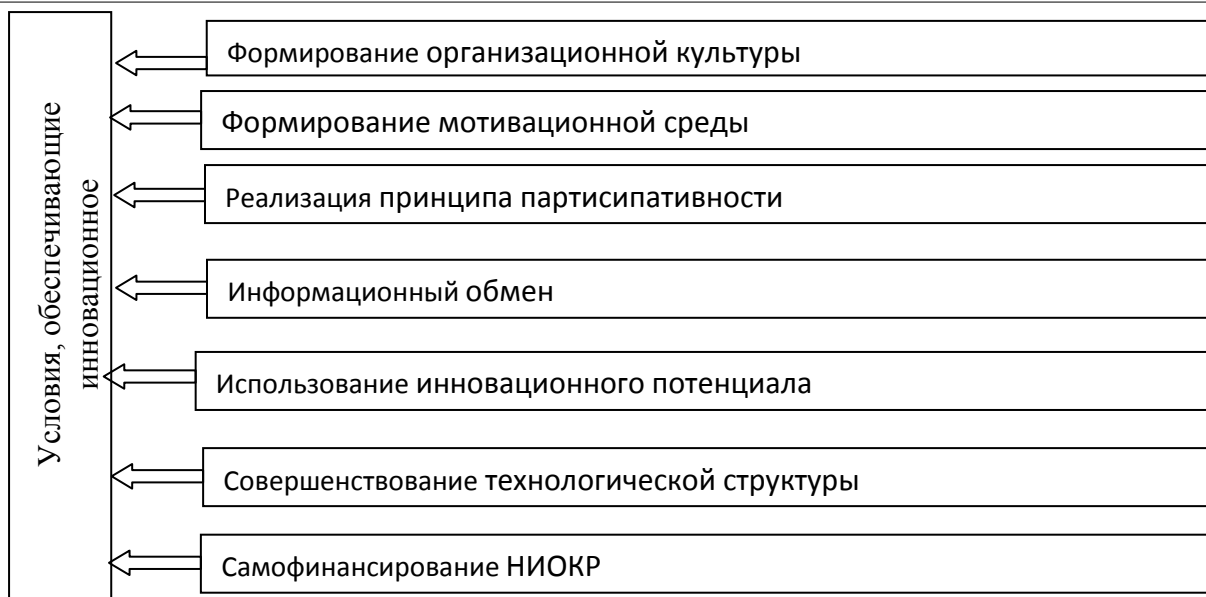 Условия, обеспечивающие
инновационное
Формирование организационной культуры
Формирование мотивационной среды
Реализация принципа партисипативности
Информационный обмен
Использование инновационного потенциала
Совершенствование технологической структуры
Самофинансирование НИОКР